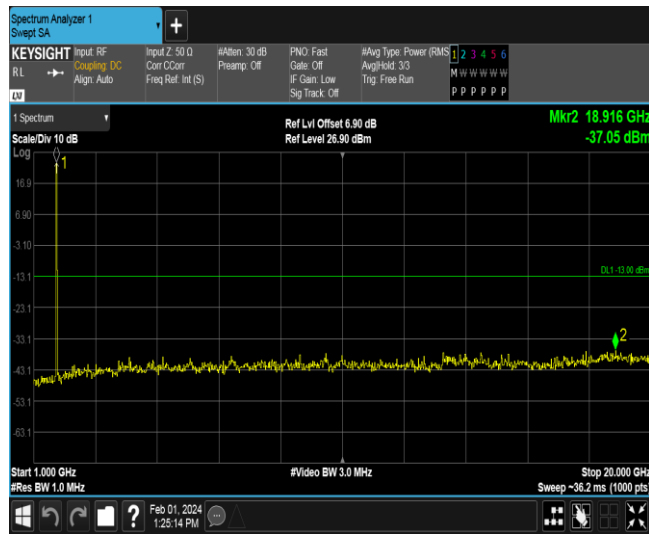 Spectrum Analyzer 1
Swept SA
+
KEYSIGHT
RL
LXI
Input: RF
Coupling: DC
Align: Auto
Input Z: 50 Ω
Corr CCorr
Freq Ref: Int (S)
#Atten: 30 dB
Preamp: Off
PNO: Fast
Gate: Off
IF Gain: Low
Sig Track: Off
#Avg Type: Power (RMS
Avg|Hold: 3/3
Trig: Free Run
1 2 3 4 5 6
M W W W W W
P P P P P P
1 Spectrum
Scale/Div 10 dB
Log
Ref Lvl Offset 6.90 dB
Ref Level 26.90 dBm
Mkr2 18.916 GHz
-37.05 dBm
1
16.9
6.90
-3.10
-13.1
DL1 -13.00 dBm
-23.1
-33.1
2
-43.1
-53.1
-63.1
Start 1.000 GHz
#Res BW 1.0 MHz
#Video BW 3.0 MHz
Stop 20.000 GHz
Sweep ~36.2 ms (1000 pts)
?
Feb 01, 2024
1:25:14 PM